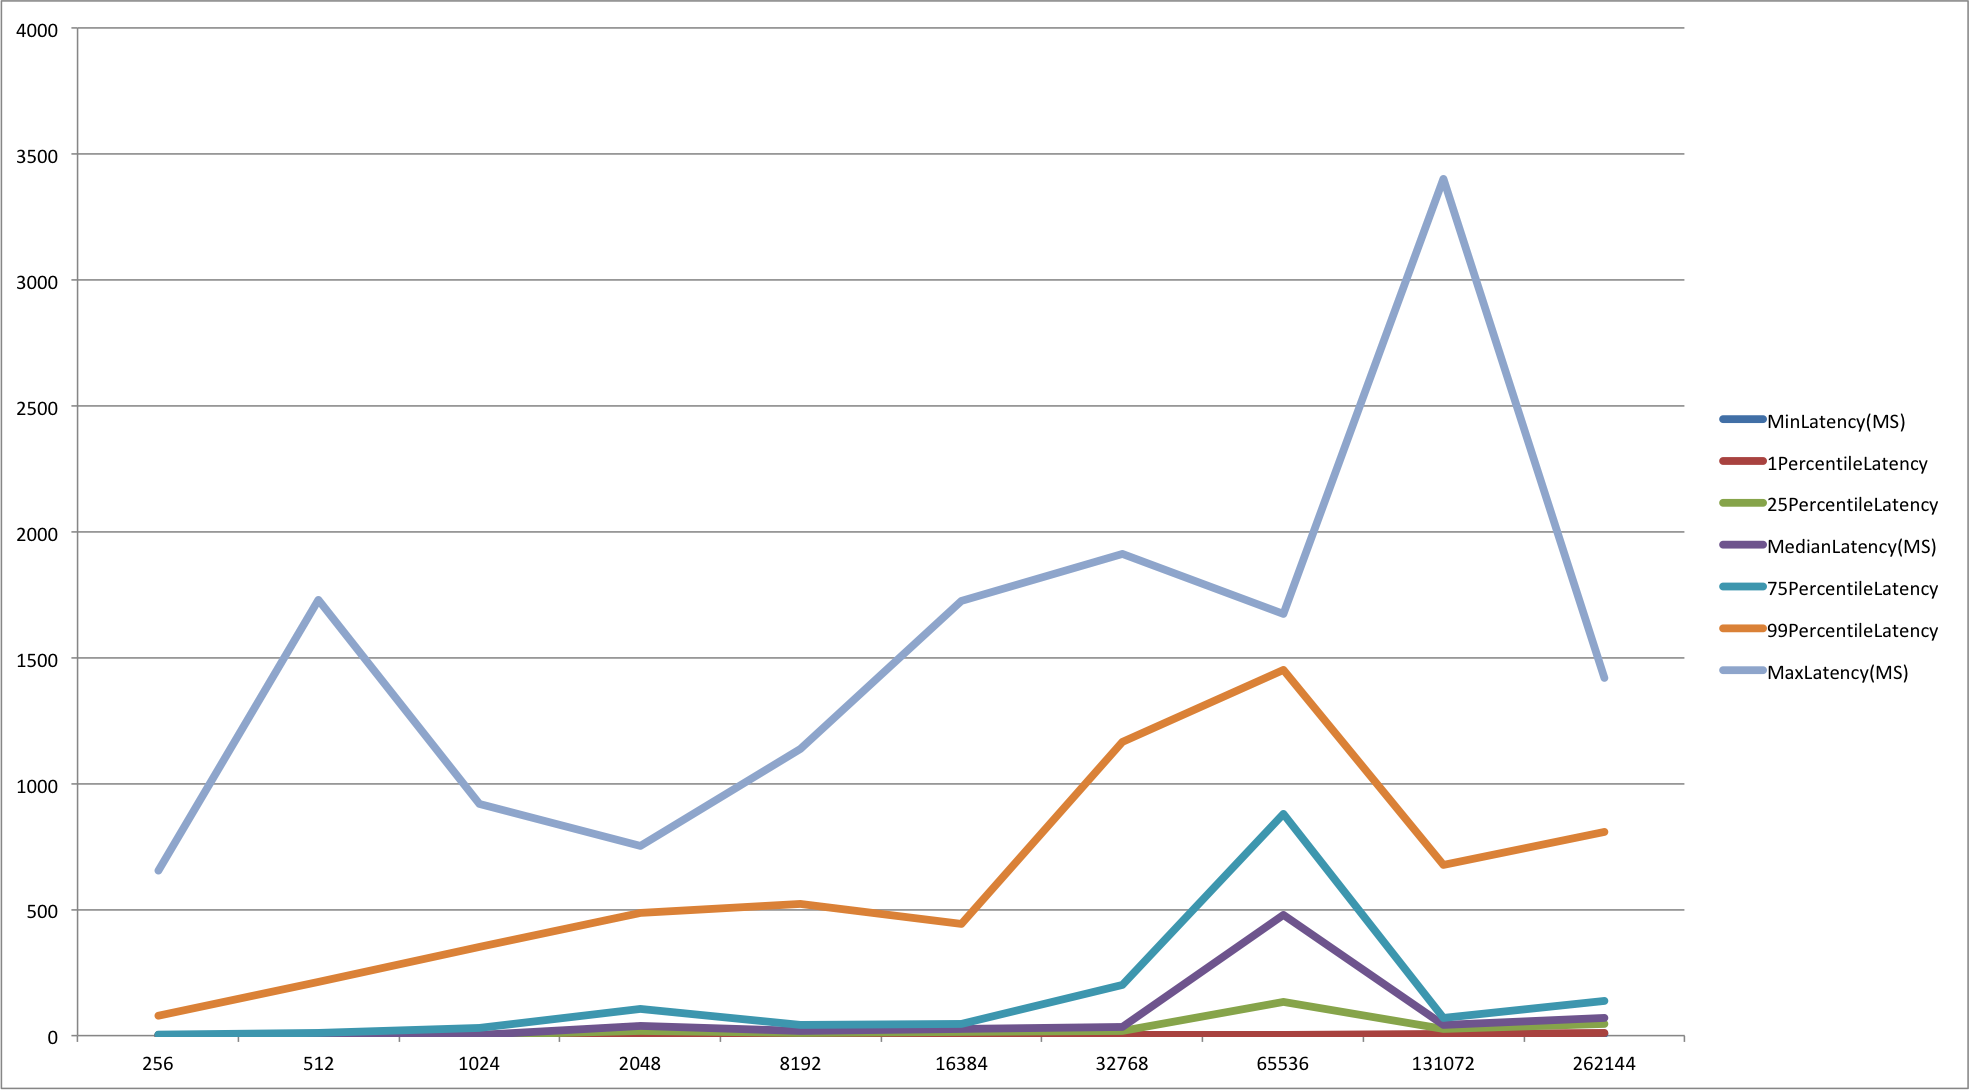 4000
3500
3000
2500
2000
1500
1000
500
0
256 512 1024 2048 8192 16384 32768 65536 131072 262144
MinLatency(MS)
1PercentileLatency
25PercentileLatency
MedianLatency(MS)
75PercentileLatency
99PercentileLatency
MaxLatency(MS)